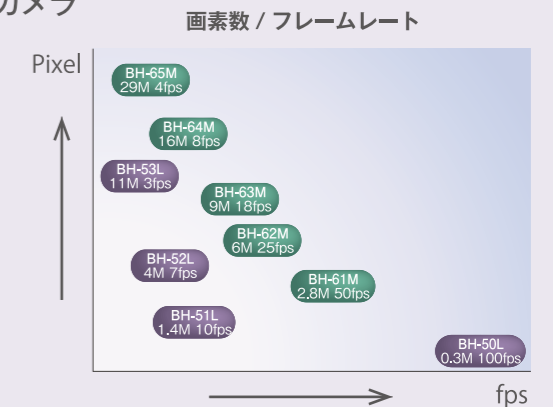 カメラ
画素数 / フレームレート
Pixel
BH-65M
29M 4fps
BH-64M
16M 8fps
BH-53L
11M 3fps
BH-63M
9M 18fps
BH-62M
6M 25fps
BH-52L
4M 7fps
BH-61M
2.8M 50fps
BH-51L
1.4M 10fps
BH-50L
0.3M 100fps
fps